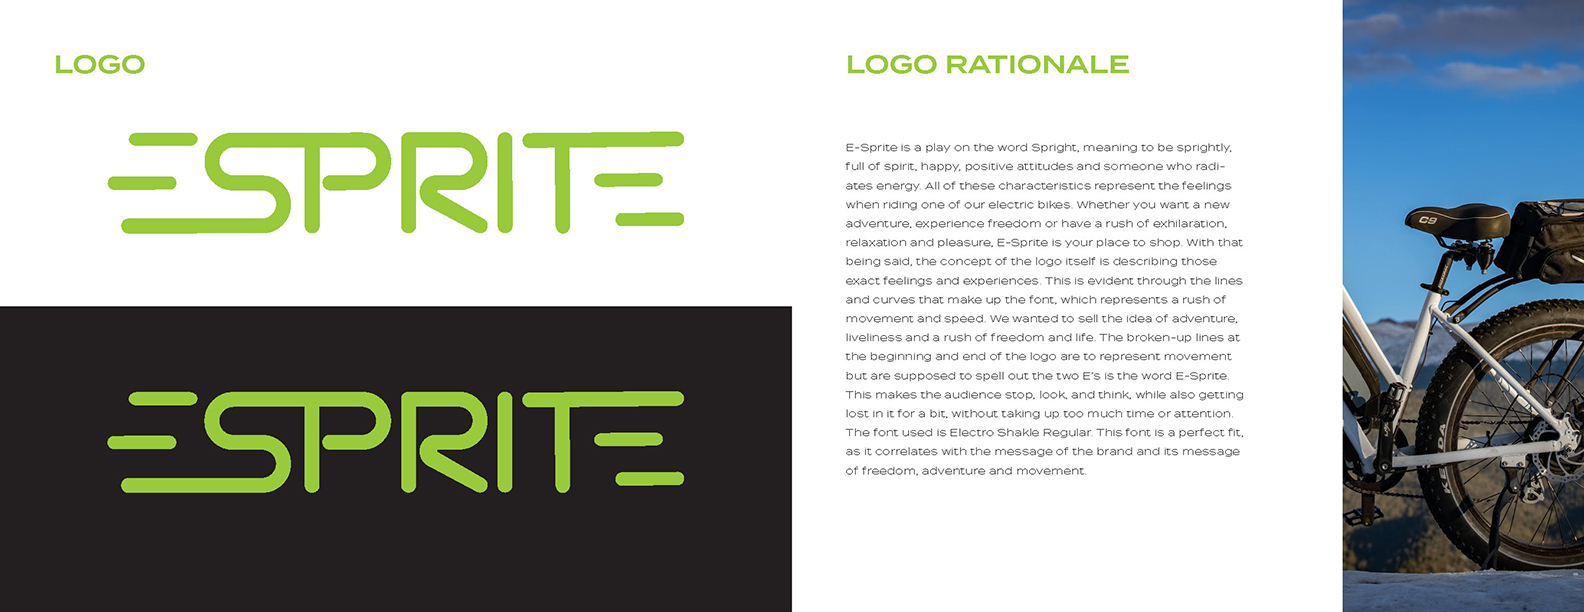 LOGO
ESPRITE
ESPRITE
LOGO RATIONALE
E-Sprite is a play on the word Spright, meaning to be sprightly,
full of spirit, happy, positive attitudes and someone who radi-
ates energy. All of these characteristics represent the feelings
when riding one of our electric bikes. Whether you want a new
adventure, experience freedom or have a rush of exhilaration,
relaxation and pleasure, E-Sprite is your place to shop. With that
being said, the concept of the logo itself is describing those
exact feelings and experiences. This is evident through the lines
and curves that make up the font, which represents a rush of
movement and speed. We wanted to sell the idea of adventure,
liveliness and a rush of freedom and life. The broken-up lines at
the beginning and end of the logo are to represent movement
but are supposed to spell out the two E's is the word E-Sprite.
This makes the audience stop, look, and think, while also getting
lost in it for a bit, without taking up too much time or attention.
The font used is Electro Shakle Regular. This font is a perfect fit,
as it correlates with the message of the brand and its message
of freedom, adventure and movement.
C9
KENDA